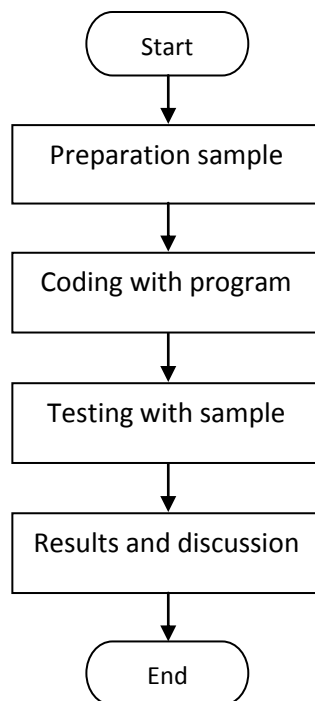 Start
Preparation sample
Coding with program
Testing with sample
Results and discussion
End